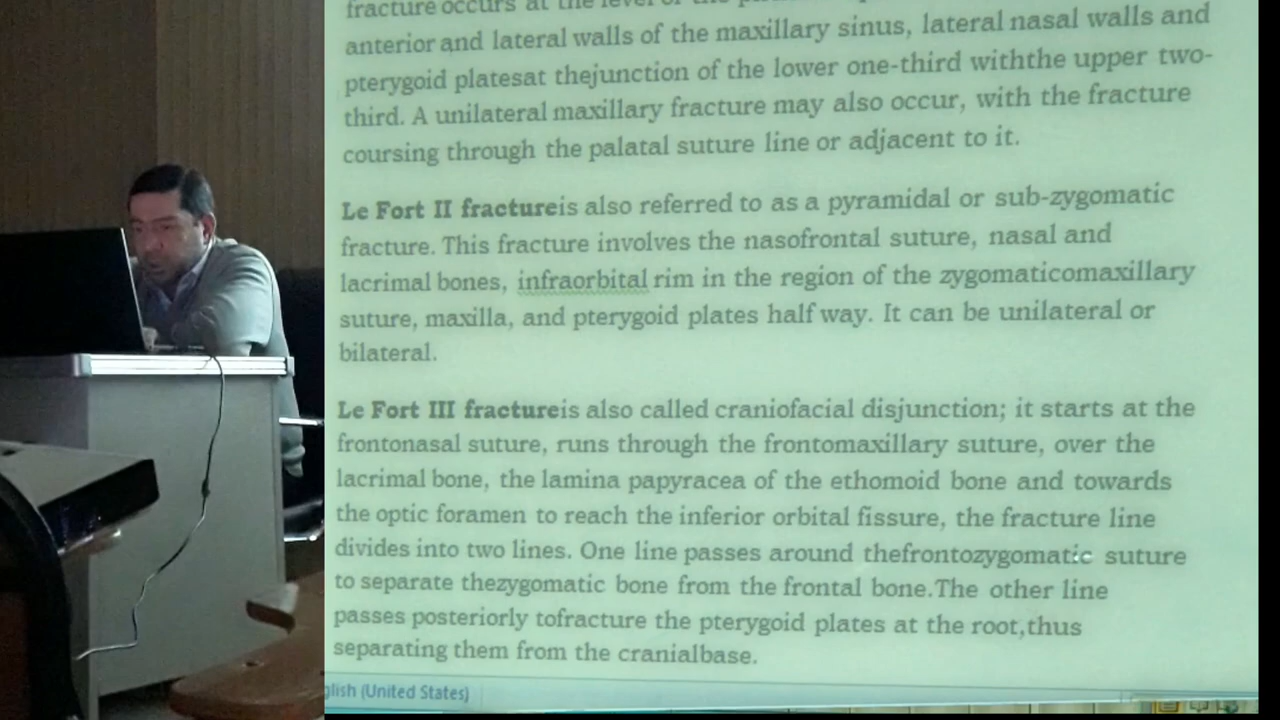 fracture occurs at the level of the
anterior and lateral walls of the maxillary sinus, lateral nasal walls and
pterygoid platesat thejunction of the lower one-third withthe upper two-
third. A unilateral maxillary fracture may also occur, with the fracture
coursing through the palatal suture line or adjacent to it.
Le Fort II fractureis also referred to as a pyramidal or sub-zygomatic
fracture. This fracture involves the nasofrontal suture, nasal and
lacrimal bones, infraorbital rim in the region of the zygomaticomaxillary
suture, maxilla, and pterygoid plates half way. It can be unilateral or
bilateral.
Le Fort III fractureis also called craniofacial disjunction; it starts at the
frontonasal suture, runs through the frontomaxillary suture, over the
lacrimal bone, the lamina papyracea of the ethomoid bone and towards
the optic foramen to reach the inferior orbital fissure, the fracture line
divides into two lines. One line passes around thefrontozygomatic suture
to separate thezygomatic bone from the frontal bone.The other line
passes posteriorly tofracture the pterygoid plates at the root,thus
separating them from the cranialbase.
glish (United States)